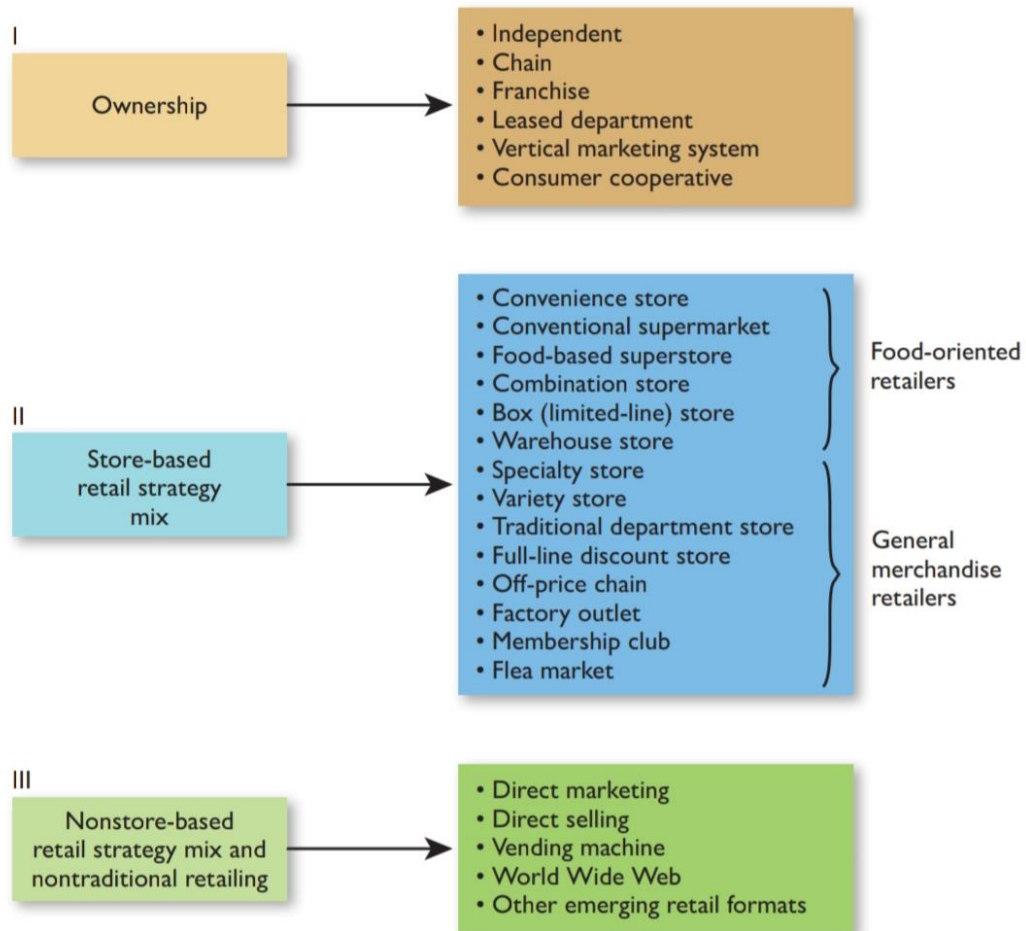 I
Ownership
• Independent
• Chain
• Franchise
• Leased department
• Vertical marketing system
• Consumer cooperative
II
Store-based
retail strategy
mix
• Convenience store
• Conventional supermarket
• Food-based superstore
• Combination store
• Box (limited-line) store
• Warehouse store
• Specialty store
• Variety store
• Traditional department store
• Full-line discount store
• Off-price chain
• Factory outlet
• Membership club
• Flea market
Food-oriented
retailers
General
merchandise
retailers
III
Nonstore-based
retail strategy mix and
nontraditional retailing
• Direct marketing
• Direct selling
• Vending machine
• World Wide Web
• Other emerging retail formats